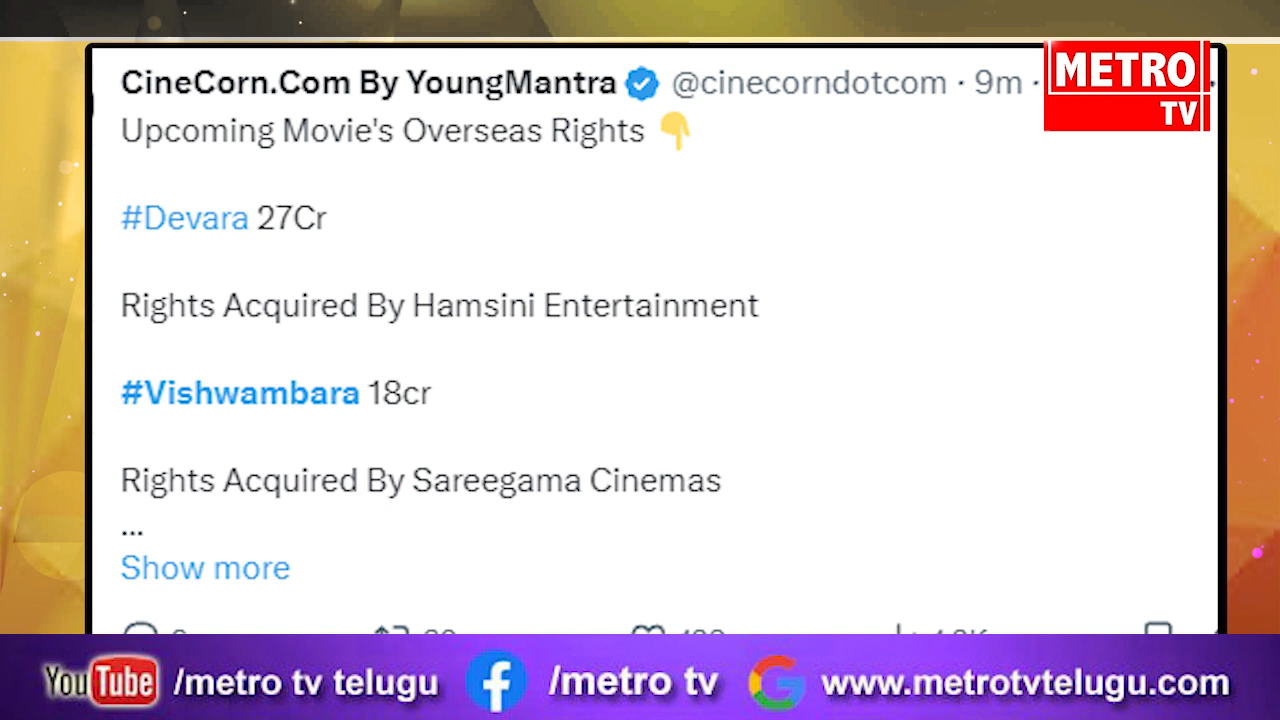 CineCorn.Com By YoungMantra @cinecorndotcom · 9m ·
METRO
TV
Upcoming Movie's Overseas Rights 👇
#Devara 27Cr
Rights Acquired By Hamsini Entertainment
#Vishwambara 18cr
Rights Acquired By Sareegama Cinemas
...
Show more
YouTube /metro tv telugu f /metro tv G www.metrotvtelugu.com